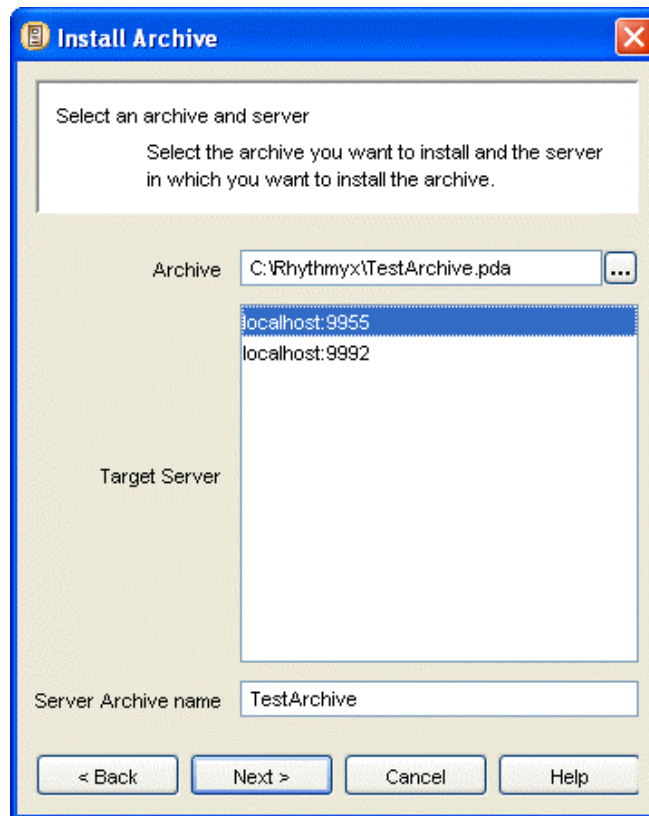 Install Archive
Select an archive and server
Select the archive you want to install and the server
in which you want to install the archive.
Archive C:\Rhythmyx\TestArchive.pda ...
localhost:9955
localhost:9992
Target Server
Server Archive name TestArchive
< Back Next > Cancel Help